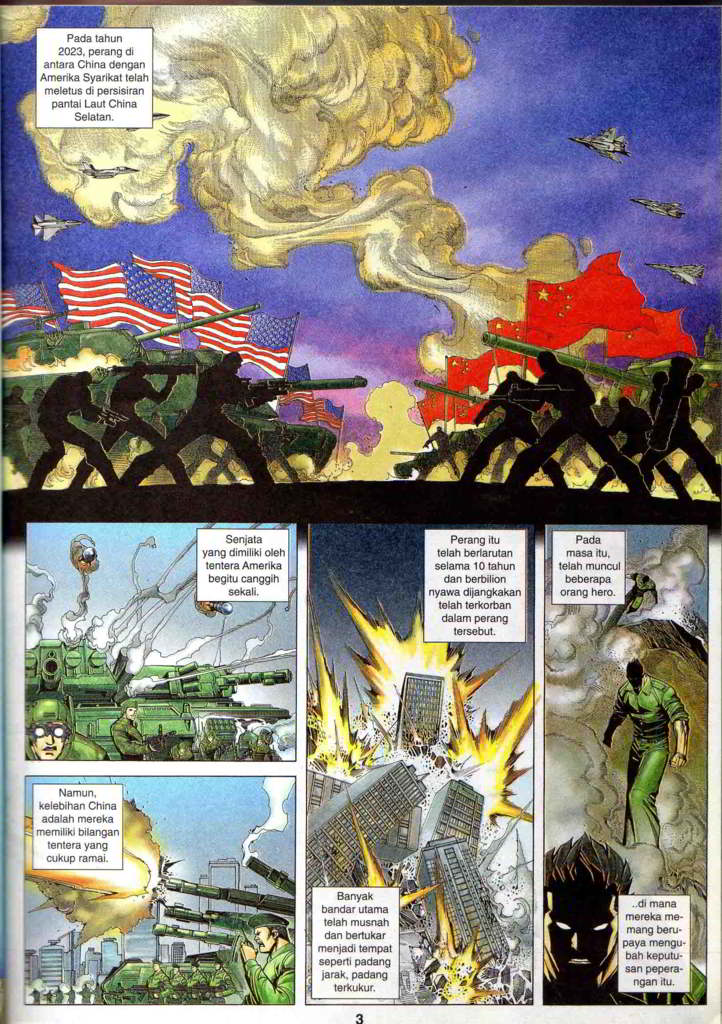 Pada tahun
2023, perang di
antara China dengan
Amerika Syarikat telah
meletus di persisiran
pantai Laut China
Selatan.
Senjata
yang dimiliki oleh
tentera Amerika
begitu canggih
sekali.
Namun,
kelebihan China
adalah mereka
memiliki bilangan
tentera yang
cukup ramai.
Perang itu
telah berlarutan
selama 10 tahun
dan berbilion
nyawa dijangkakan
telah terkorban
dalam perang
tersebut.
Banyak
bandar utama
telah musnah
dan bertukar
menjadi tempat
seperti padang
jarak, padang
terkukur.
Pada
masa itu,
telah muncul
beberapa
orang hero.
..di mana
mereka me-
mang beru-
paya mengu-
bah keputu-
san pepera-
ngan itu.
3